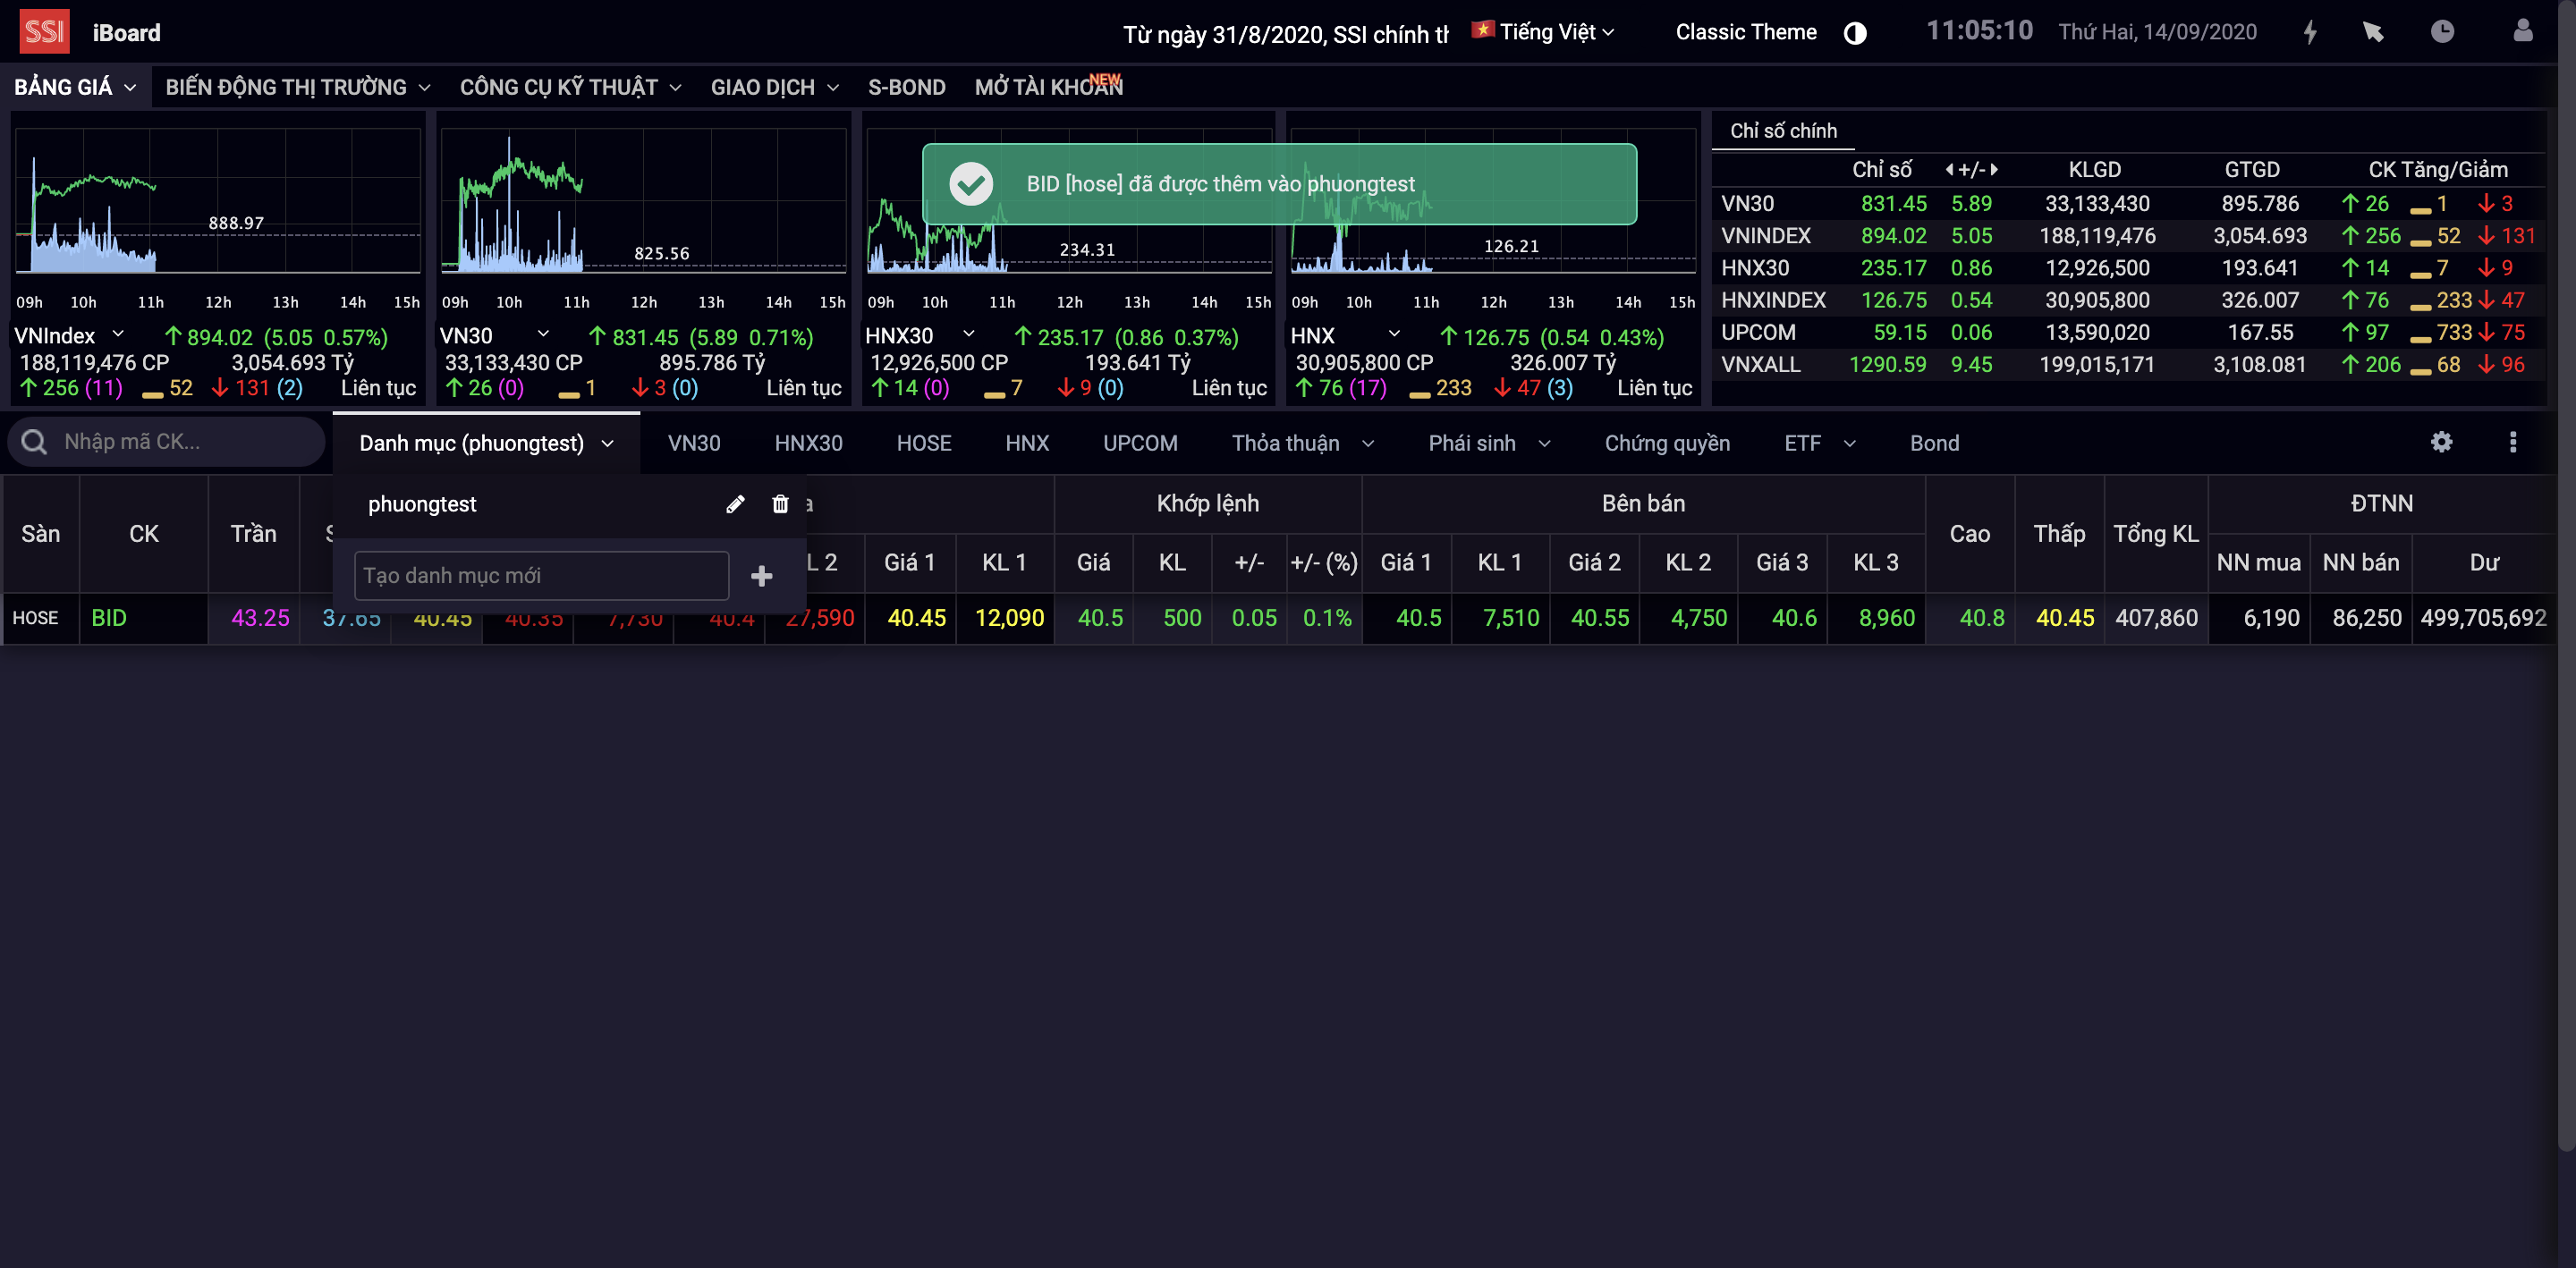 SSI iBoard Từ ngày 31/8/2020, SSI chính th Tiếng Việt Classic Theme 11:05:10 Thứ Hai, 14/09/2020
BẢNG GIÁ BIẾN ĐỘNG THỊ TRƯỜNG CÔNG CỤ KỸ THUẬT GIAO DỊCH S-BOND MỞ TÀI KHOẢN NEW
888.97
09h 10h 11h 12h 13h 14h 15h
VNIndex 894.02 (5.05 0.57%)
188,119,476 CP 3,054.693 Tỷ
256 (11) 52 131 (2) Liên tục
825.56
09h 10h 11h 12h 13h 14h 15h
VN30 831.45 (5.89 0.71%)
33,133,430 CP 895.786 Tỷ
26 (0) 1 3 (0) Liên tục
BID [hose] đã được thêm vào phuongtest
234.31
09h 10h 11h 12h 13h 14h 15h
HNX30 235.17 (0.86 0.37%)
12,926,500 CP 193.641 Tỷ
14 (0) 7 9 (0) Liên tục
126.21
09h 10h 11h 12h 13h 14h 15h
HNX 126.75 (0.54 0.43%)
30,905,800 CP 326.007 Tỷ
76 (17) 233 47 (3) Liên tục
Chỉ số chính
Chỉ số +/- KLGD GTGD CK Tăng/Giảm
VN30 831.45 5.89 33,133,430 895.786 26 1 3
VNINDEX 894.02 5.05 188,119,476 3,054.693 256 52 131
HNX30 235.17 0.86 12,926,500 193.641 14 7 9
HNXINDEX 126.75 0.54 30,905,800 326.007 76 233 47
UPCOM 59.15 0.06 13,590,020 167.55 97 733 75
VNXALL 1290.59 9.45 199,015,171 3,108.081 206 68 96
Nhập mã CK... Danh mục (phuongtest) VN30 HNX30 HOSE HNX UPCOM Thỏa thuận Phái sinh Chứng quyền ETF Bond
phuongtest
Tạo danh mục mới
Sàn CK Trần Khớp lệnh Bên bán Cao Thấp Tổng KL ĐTNN
L 2 Giá 1 KL 1 Giá KL +/- +/- (%) Giá 1 KL 1 Giá 2 KL 2 Giá 3 KL 3 NN mua NN bán Dư
HOSE BID 43.25 37.65 40.45 40.35 7,730 40.4 27,590 40.45 12,090 40.5 500 0.05 0.1% 40.5 7,510 40.55 4,750 40.6 8,960 40.8 40.45 407,860 6,190 86,250 499,705,692